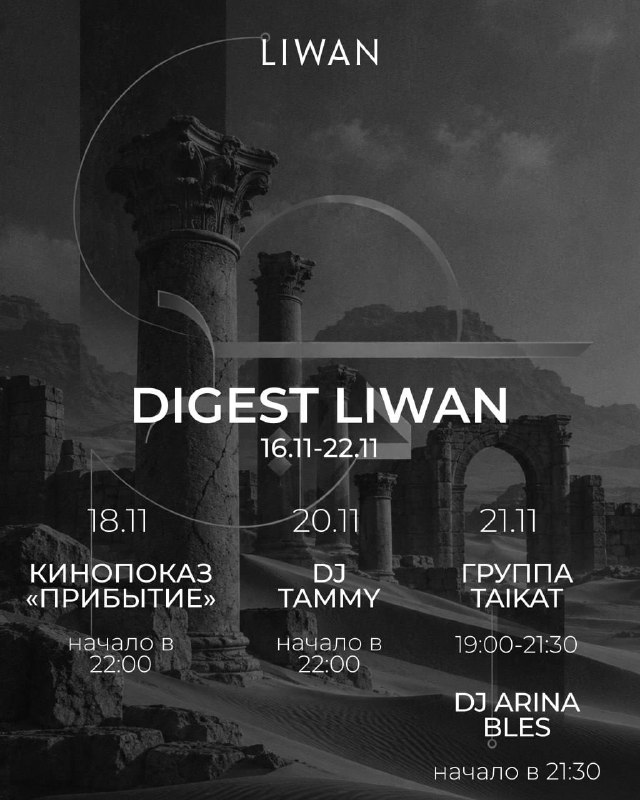 LIWAN
DIGEST LIWAN
16.11-22.11
18.11
КИНОПОКАЗ
«ПРИБЫТИЕ»
начало в
22:00
20.11
DJ
TAMMY
начало в
22:00
21.11
ГРУППА
TAIKAT
19:00-21:30
DJ ARINA
BLES
начало в 21:30